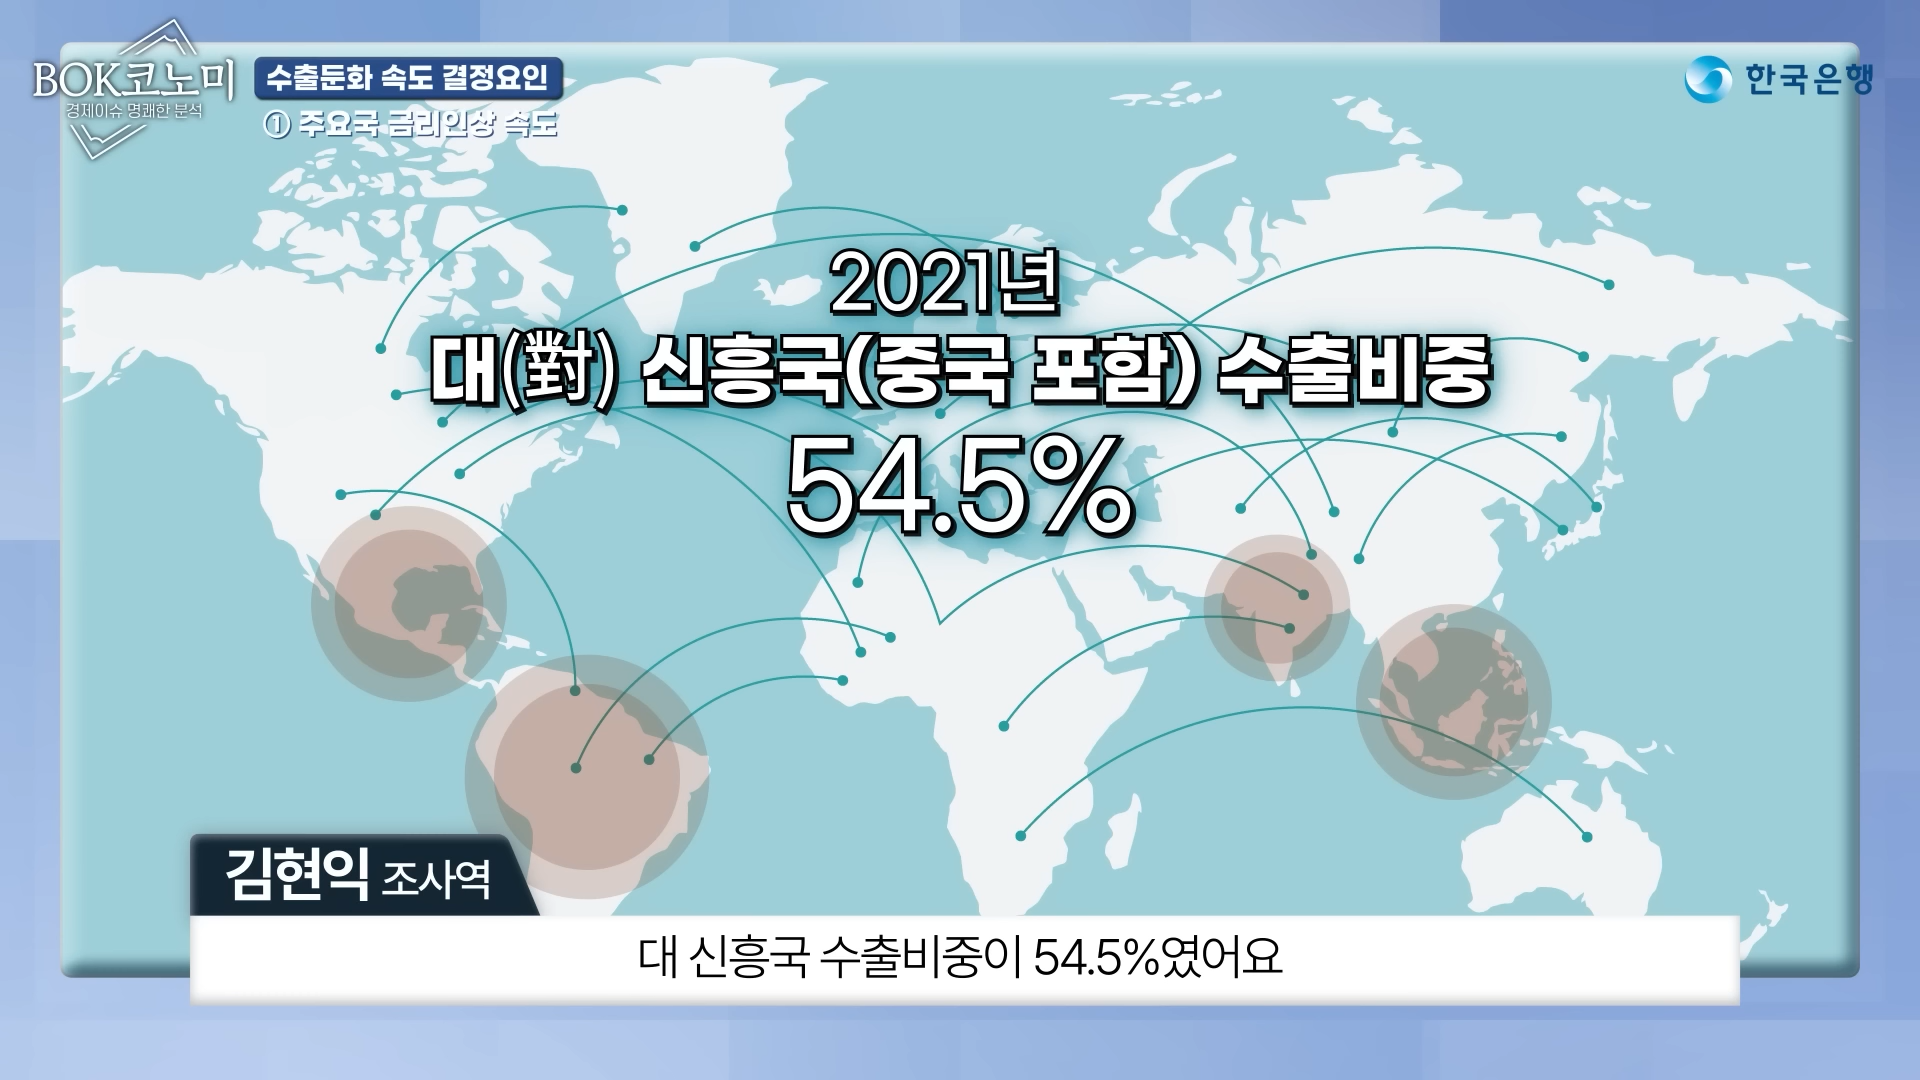 BOK코노미
경제이슈 명쾌한 분석
수출둔화 속도 결정요인
① 주요국 금리인상 속도
한국은행
2021년
대(對) 신흥국(중국 포함) 수출비중
54.5%
김현익 조사역
대 신흥국 수출비중이 54.5%였어요